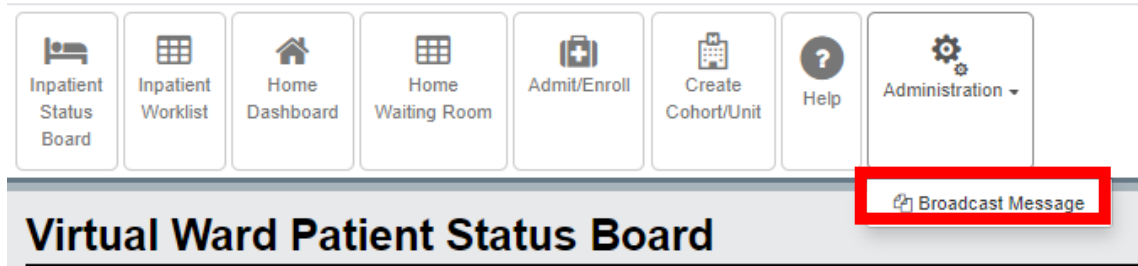 Inpatient
Status
Board
Inpatient
Worklist
Home
Dashboard
Home
Waiting Room
Admit/Enroll
Create
Cohort/Unit
?
Help
Administration
Broadcast Message
Virtual Ward Patient Status Board